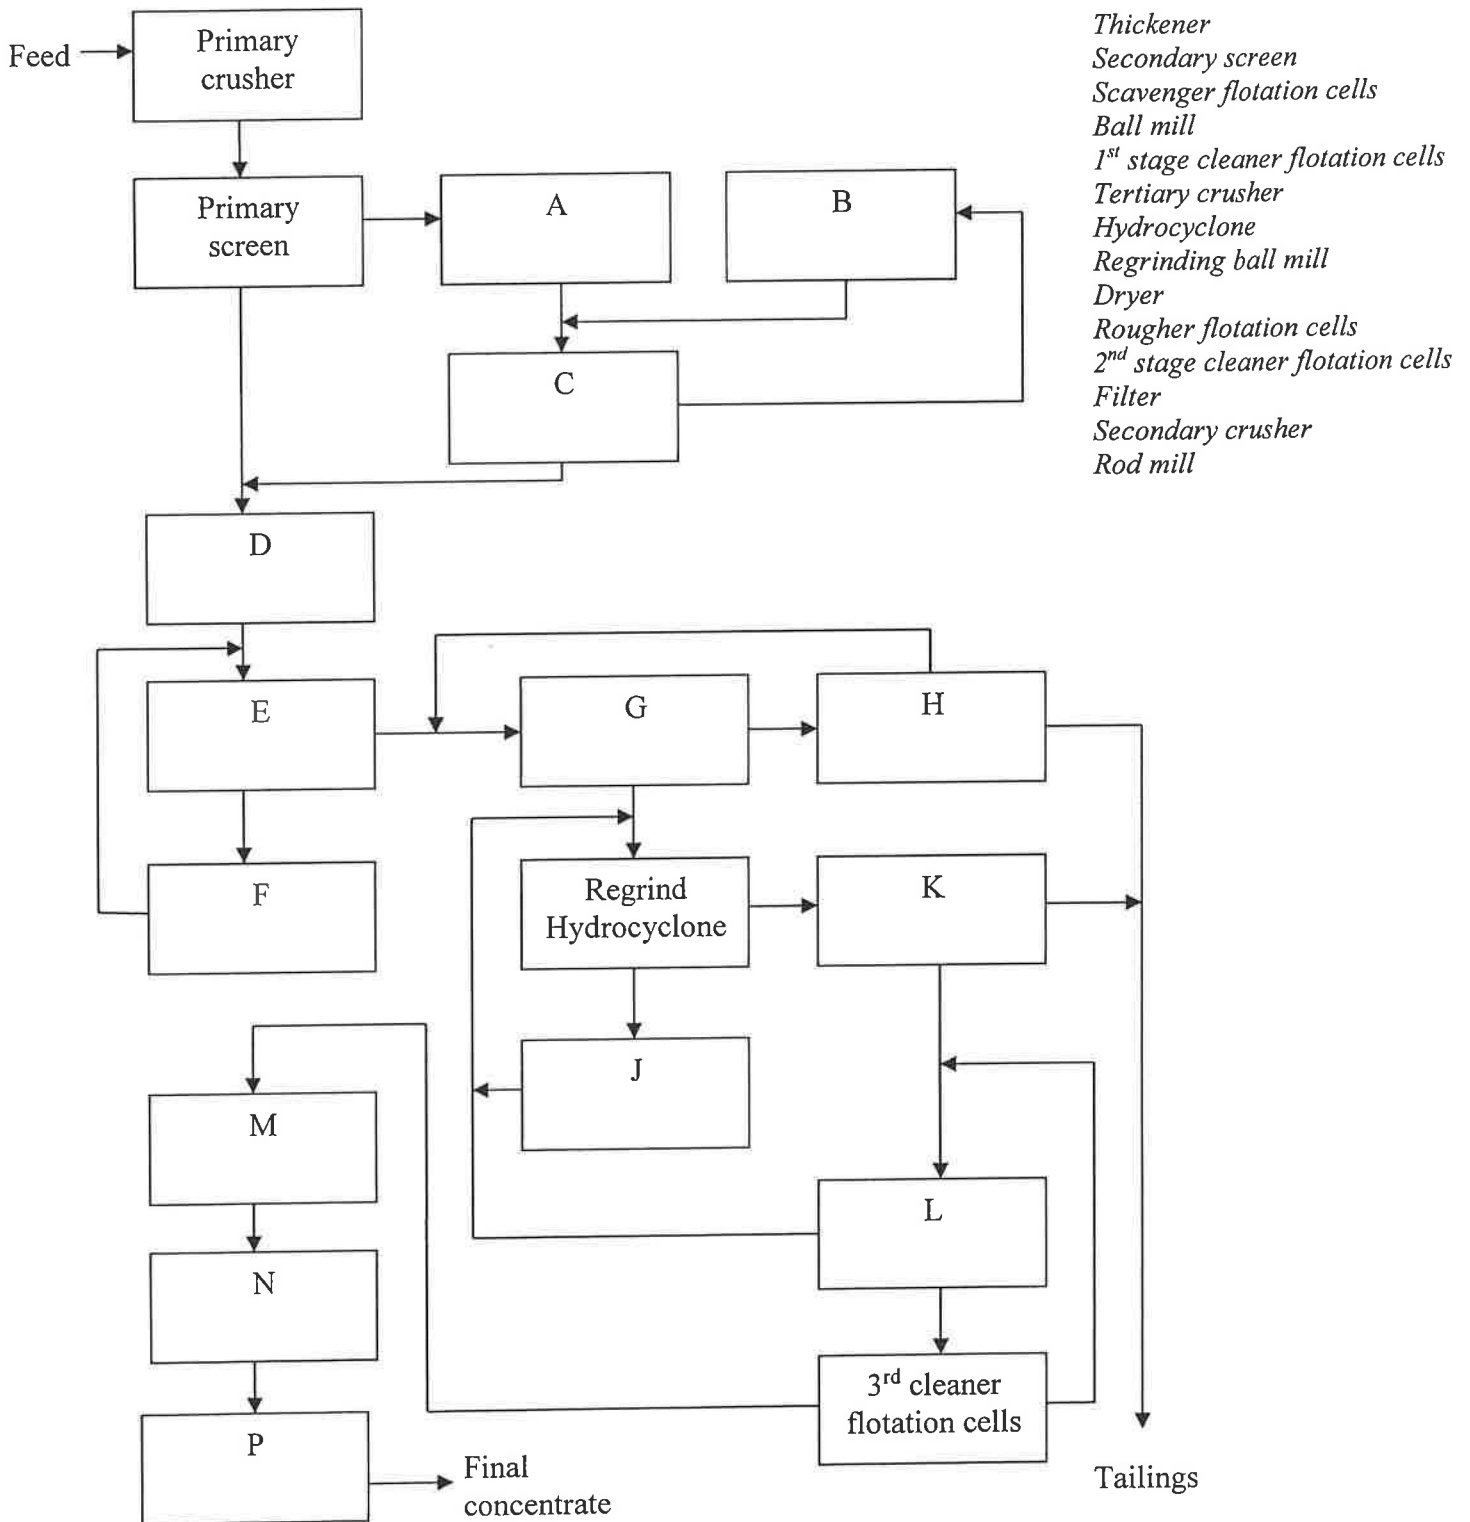 Feed
Primary
crusher
Primary
screen
A
B
C
D
E
F
G
H
Regrind
Hydrocyclone
K
J
L
M
N
P
3rd cleaner
flotation cells
Final
concentrate
Tailings
Thickener
Secondary screen
Scavenger flotation cells
Ball mill
1st stage cleaner flotation cells
Tertiary crusher
Hydrocyclone
Regrinding ball mill
Dryer
Rougher flotation cells
2nd stage cleaner flotation cells
Filter
Secondary crusher
Rod mill